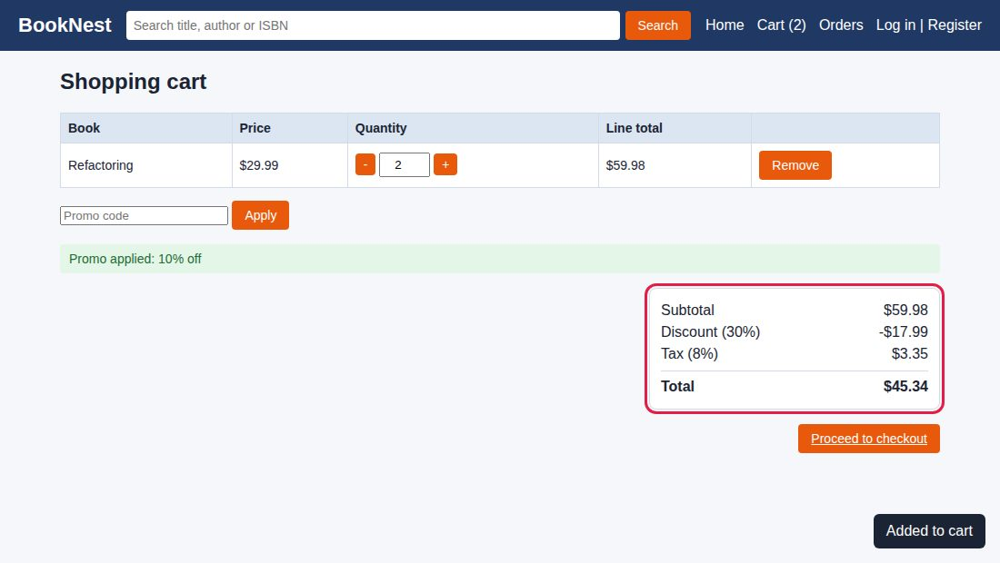 BookNest Search title, author or ISBN Search Home Cart (2) Orders Log in | Register
Shopping cart
Book Price Quantity Line total
Refactoring $29.99 - 2 + $59.98 Remove
Promo code Apply
Promo applied: 10% off
Subtotal $59.98
Discount (30%) -$17.99
Tax (8%) $3.35
Total $45.34
Proceed to checkout
Added to cart